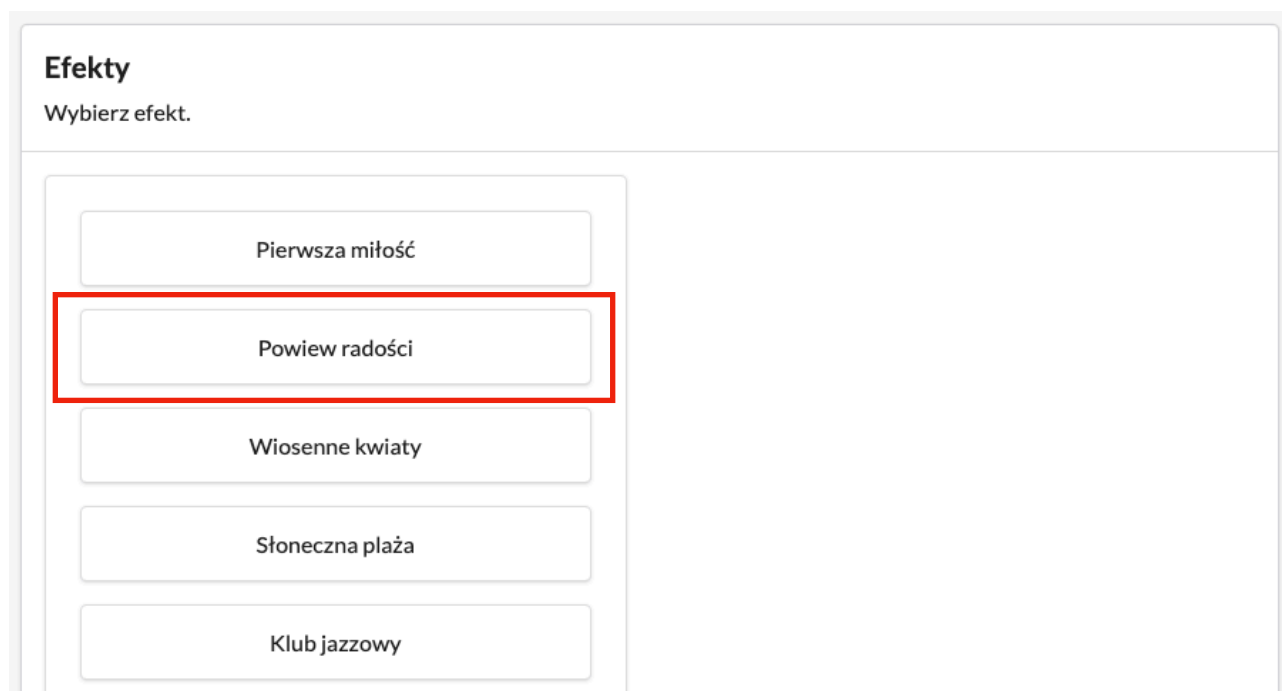 Efekty
Wybierz efekt.
Pierwsza miłość
Powiew radości
Wiosenne kwiaty
Słoneczna plaża
Klub jazzowy